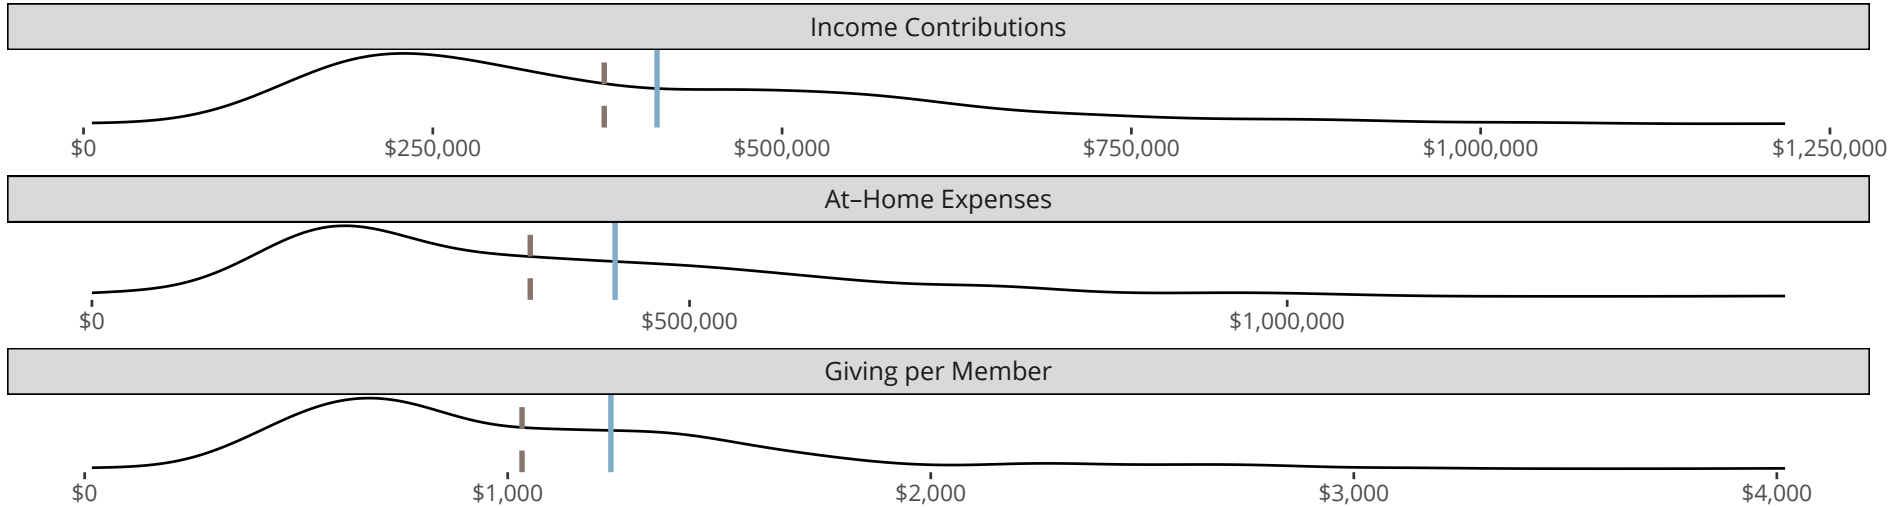 Income Contributions
$0 $250,000 $500,000 $750,000 $1,000,000 $1,250,000
At–Home Expenses
$0 $500,000 $1,000,000
Giving per Member
$0 $1,000 $2,000 $3,000 $4,000